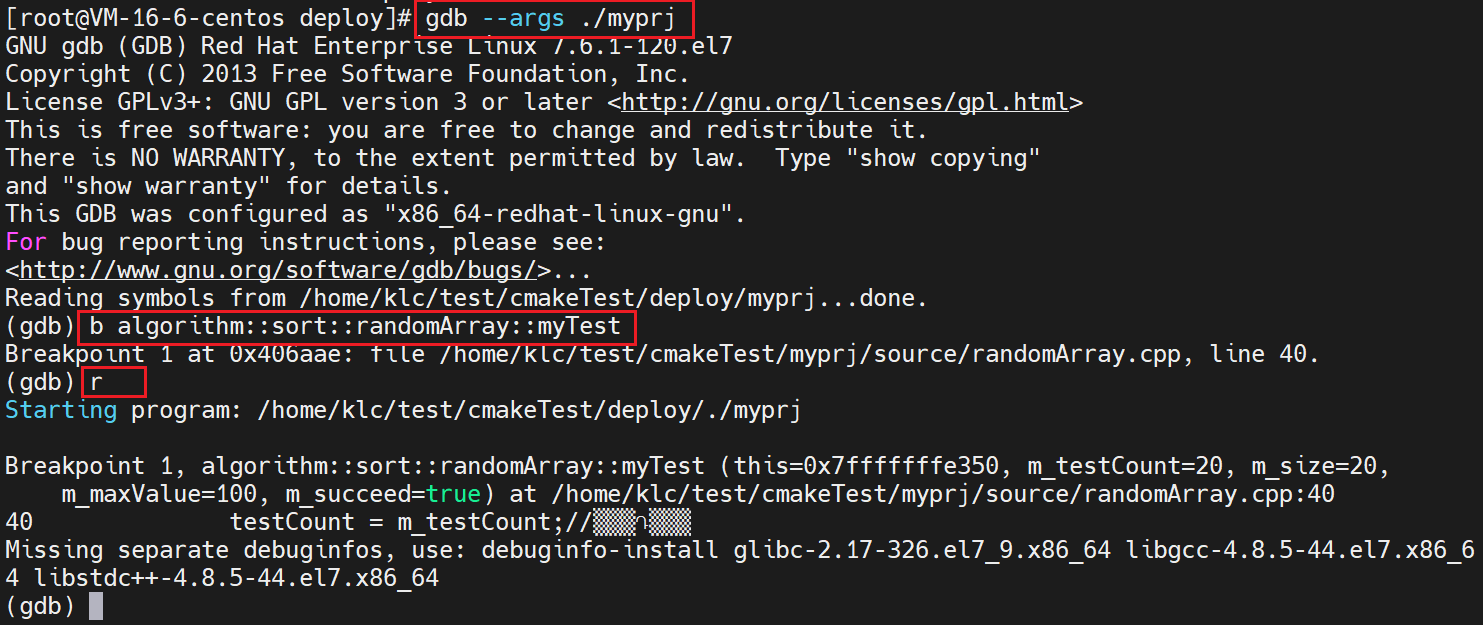 [root@VM-16-6-centos deploy]# gdb --args ./myprj
GNU gdb (GDB) Red Hat Enterprise Linux 7.6.1-120.el7
Copyright (C) 2013 Free Software Foundation, Inc.
License GPLv3+: GNU GPL version 3 or later <http://gnu.org/licenses/gpl.html>
This is free software: you are free to change and redistribute it.
There is NO WARRANTY, to the extent permitted by law.  Type "show copying"
and "show warranty" for details.
This GDB was configured as "x86_64-redhat-linux-gnu".
For bug reporting instructions, please see:
<http://www.gnu.org/software/gdb/bugs/>...
Reading symbols from /home/klc/test/cmakeTest/deploy/myprj...done.
(gdb) b algorithm::sort::randomArray::myTest
Breakpoint 1 at 0x406aae: file /home/klc/test/cmakeTest/myprj/source/randomArray.cpp, line 40.
(gdb) r
Starting program: /home/klc/test/cmakeTest/deploy/./myprj
Breakpoint 1, algorithm::sort::randomArray::myTest (this=0x7fffffffe350, m_testCount=20, m_size=20,
    m_maxValue=100, m_succeed=true) at /home/klc/test/cmakeTest/myprj/source/randomArray.cpp:40
40              testCount = m_testCount;//
Missing separate debuginfos, use: debuginfo-install glibc-2.17-326.el7_9.x86_64 libgcc-4.8.5-44.el7.x86_6
4 libstdc++-4.8.5-44.el7.x86_64
(gdb)